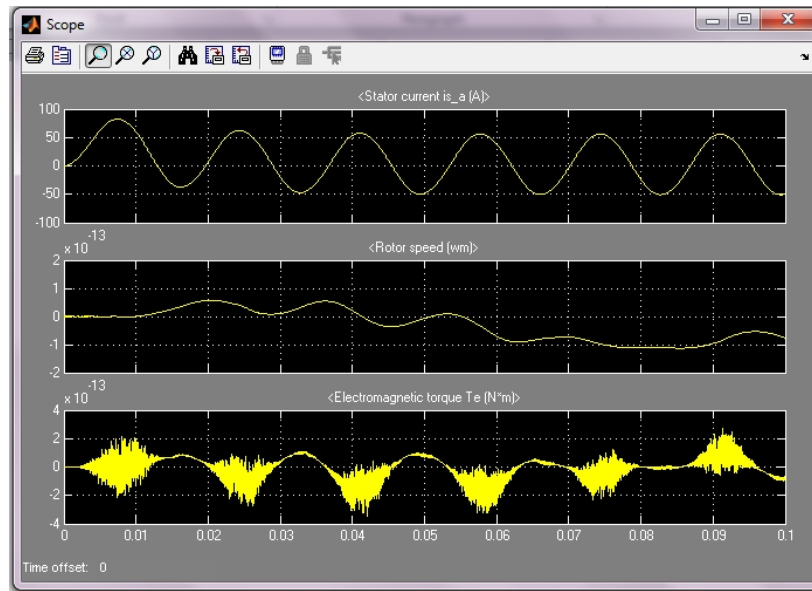 Scope
<Stator current is_a (A)>
100
50
0
-50
-100
x 10
-13
<Rotor speed (wm)>
2
1
0
-1
-2
x 10
-13
<Electromagnetic torque Te (N*m)>
4
2
0
-2
-4
0 0.01 0.02 0.03 0.04 0.05 0.06 0.07 0.08 0.09 0.1
Time offset: 0